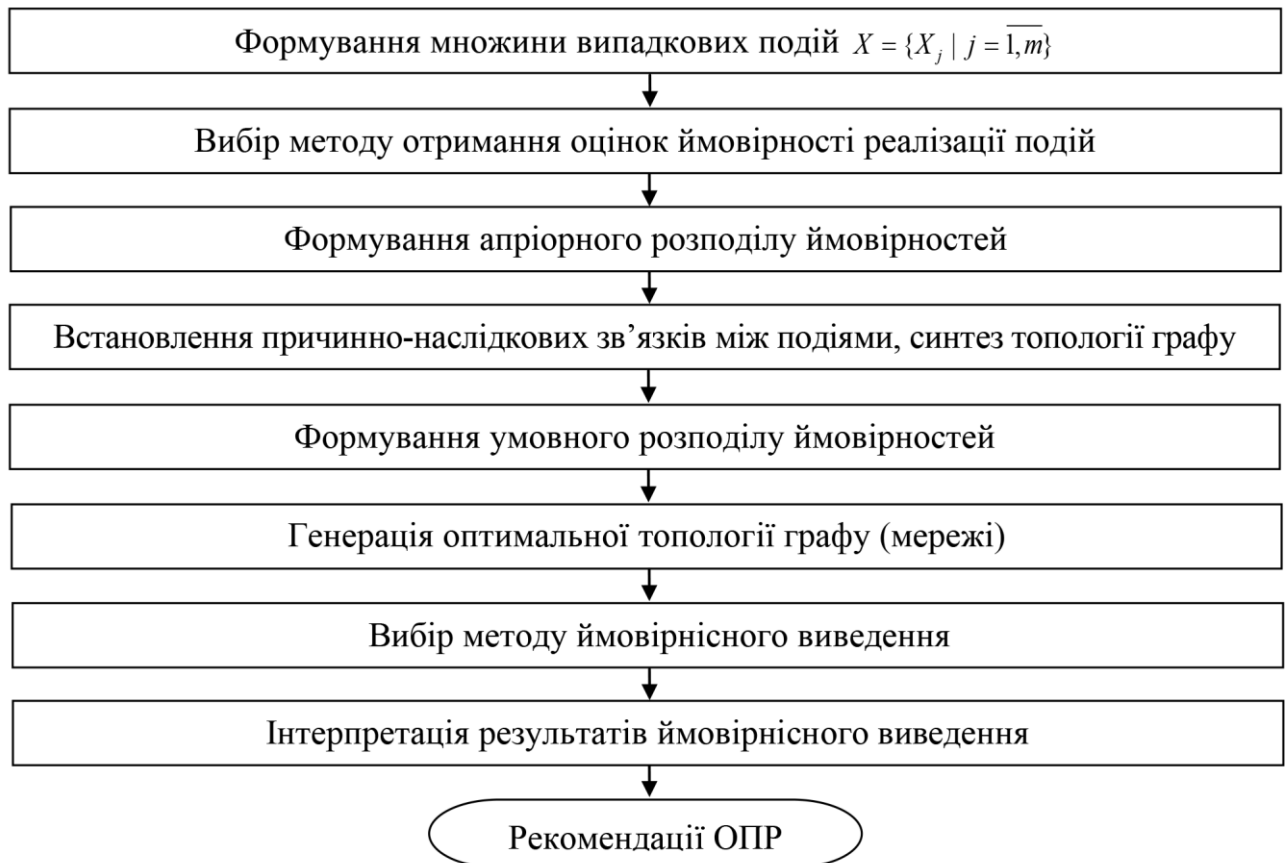 Формування множини випадкових подій X = {X_j | j = \overline{1,m}}
Вибір методу отримання оцінок ймовірності реалізації подій
Формування апріорного розподілу ймовірностей
Встановлення причинно-наслідкових зв’язків між подіями, синтез топології графу
Формування умовного розподілу ймовірностей
Генерація оптимальної топології графу (мережі)
Вибір методу ймовірнісного виведення
Інтерпретація результатів ймовірнісного виведення
Рекомендації ОПР